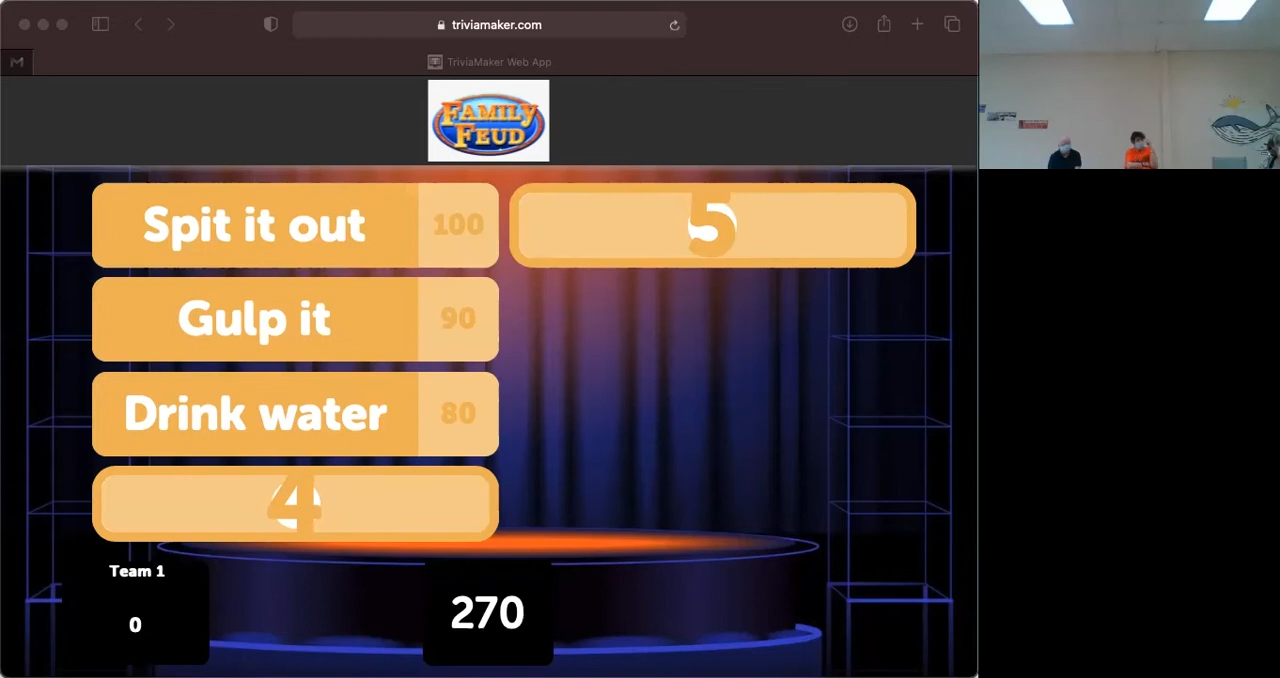 triviamaker.com
M
TriviaMaker Web App
FAMILY
FEUD
Spit it out 100
5
Gulp it 90
Drink water 80
4
Team 1
0
270